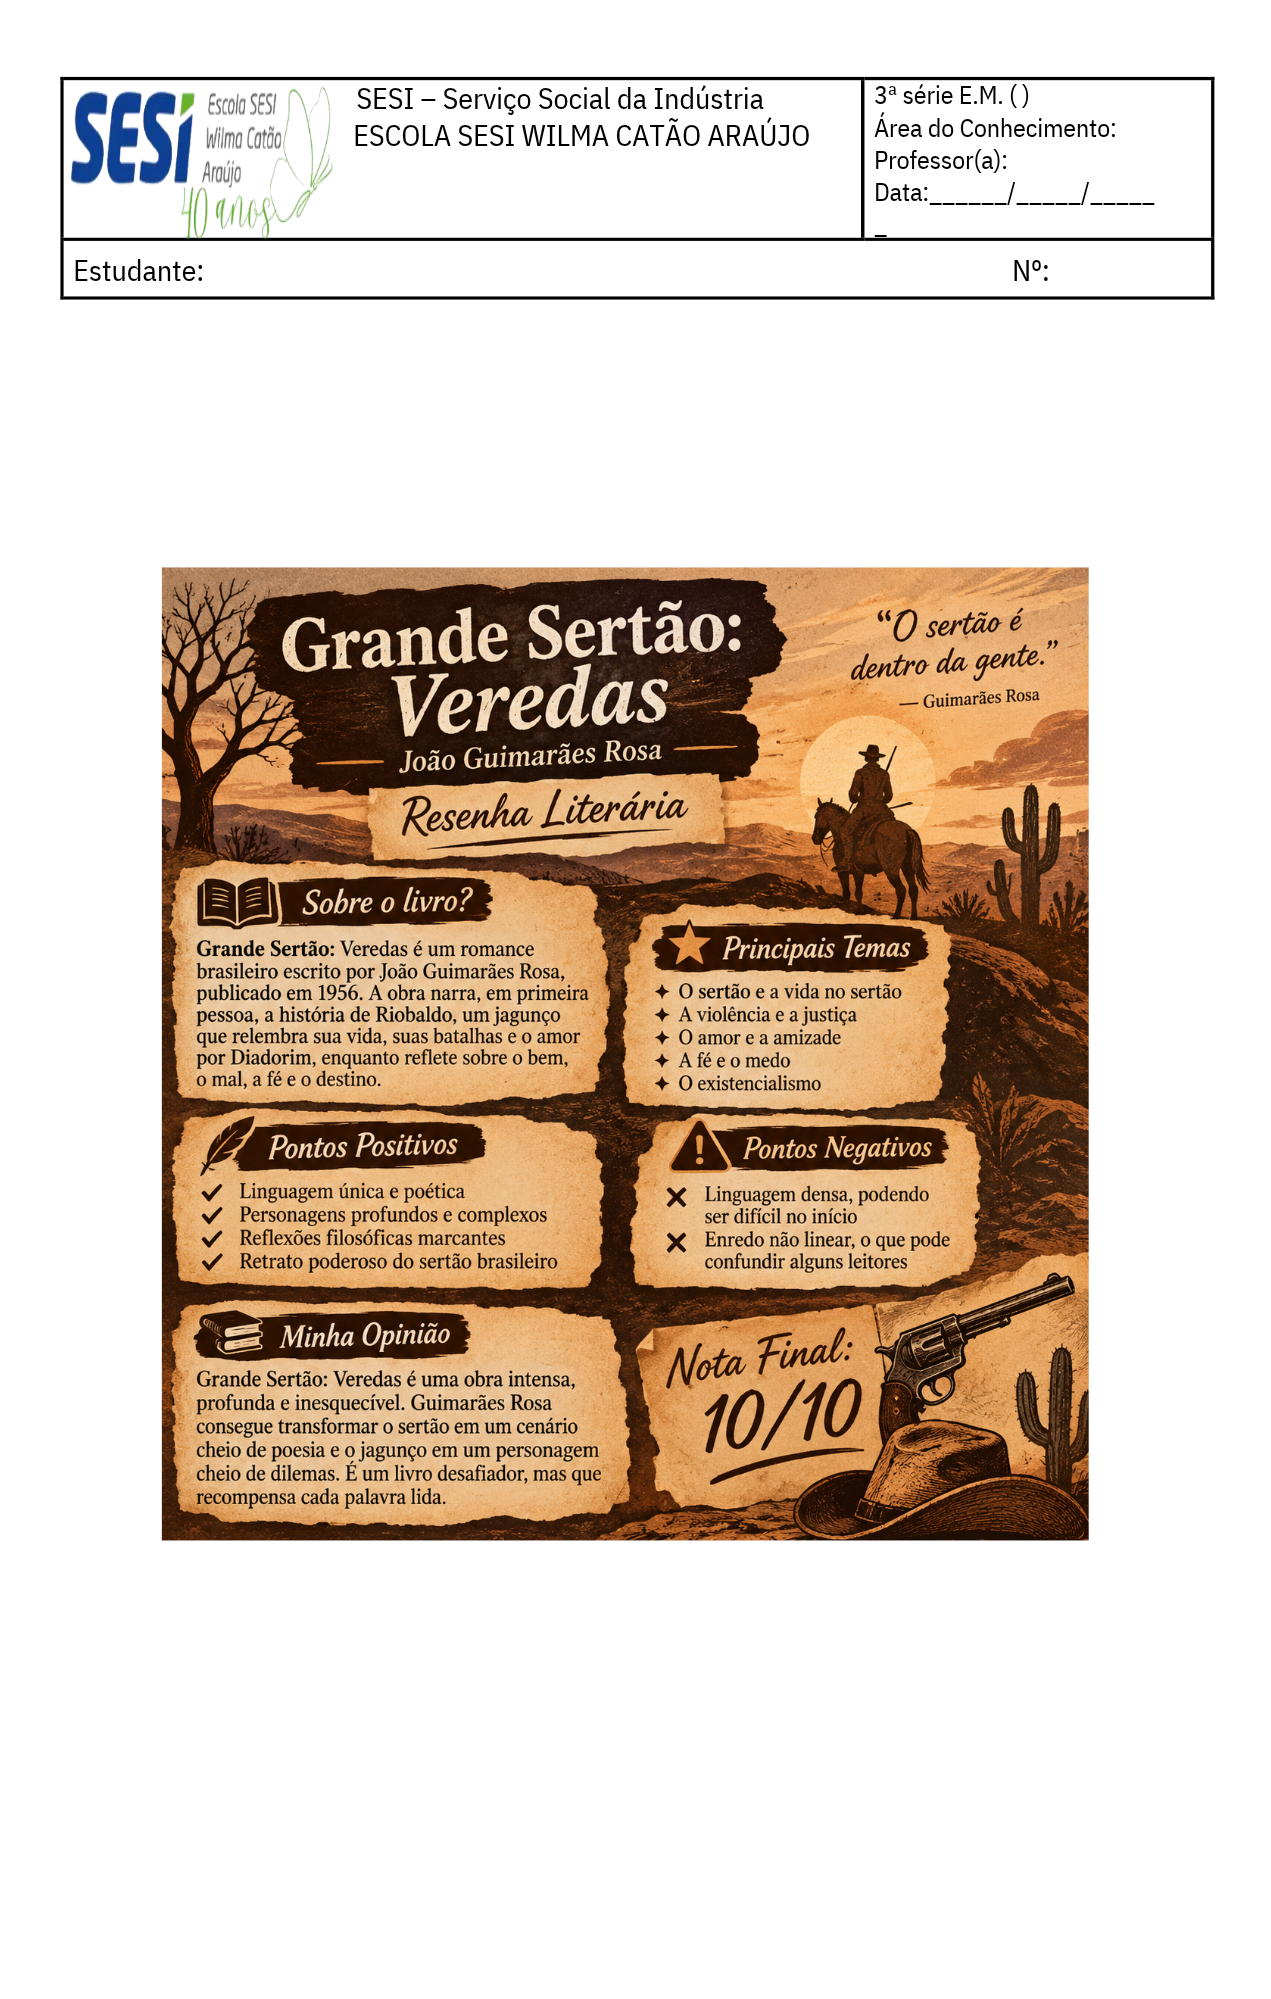 SESI
Escola SESI
Wilma Catão
Araújo
40 anos
SESI – Serviço Social da Indústria
ESCOLA SESI WILMA CATÃO ARAÚJO
3ª série E.M. ( )
Área do Conhecimento:
Professor(a):
Data:______/_____/_____
_
Estudante: Nº:
Grande Sertão:
Veredas
João Guimarães Rosa
Resenha Literária
“O sertão é
dentro da gente.”
— Guimarães Rosa
Sobre o livro?
Grande Sertão: Veredas é um romance
brasileiro escrito por João Guimarães Rosa,
publicado em 1956. A obra narra, em primeira
pessoa, a história de Riobaldo, um jagunço
que relembra sua vida, suas batalhas e o amor
por Diadorim, enquanto reflete sobre o bem,
o mal, a fé e o destino.
Principais Temas
O sertão e a vida no sertão
A violência e a justiça
O amor e a amizade
A fé e o medo
O existencialismo
Pontos Positivos
Linguagem única e poética
Personagens profundos e complexos
Reflexões filosóficas marcantes
Retrato poderoso do sertão brasileiro
Pontos Negativos
Linguagem densa, podendo
ser difícil no início
Enredo não linear, o que pode
confundir alguns leitores
Minha Opinião
Grande Sertão: Veredas é uma obra intensa,
profunda e inesquecível. Guimarães Rosa
consegue transformar o sertão em um cenário
cheio de poesia e o jagunço em um personagem
cheio de dilemas. É um livro desafiador, mas que
recompensa cada palavra lida.
Nota Final:
10/10